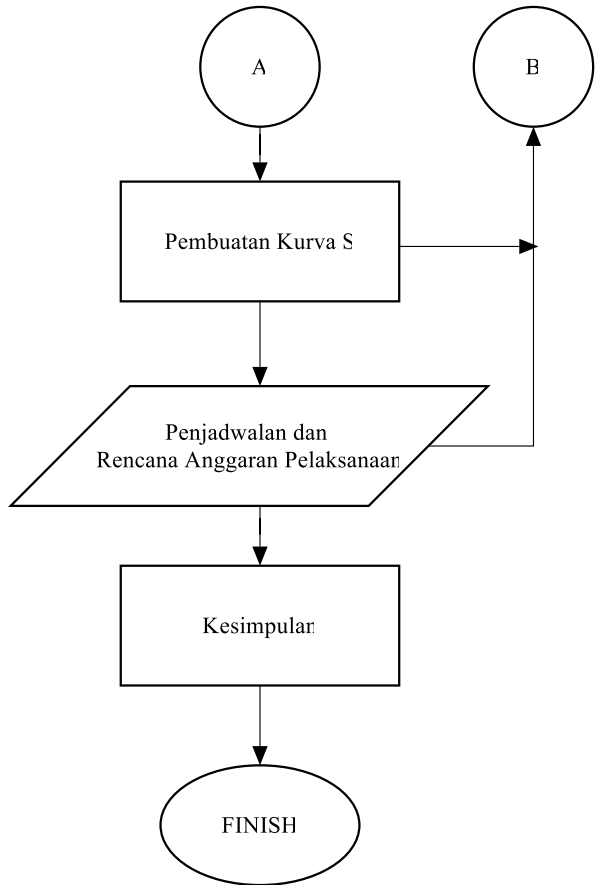 A
B
Pembuatan Kurva S
Penjadwalan dan
Rencana Anggaran Pelaksanaan
Kesimpulan
FINISH